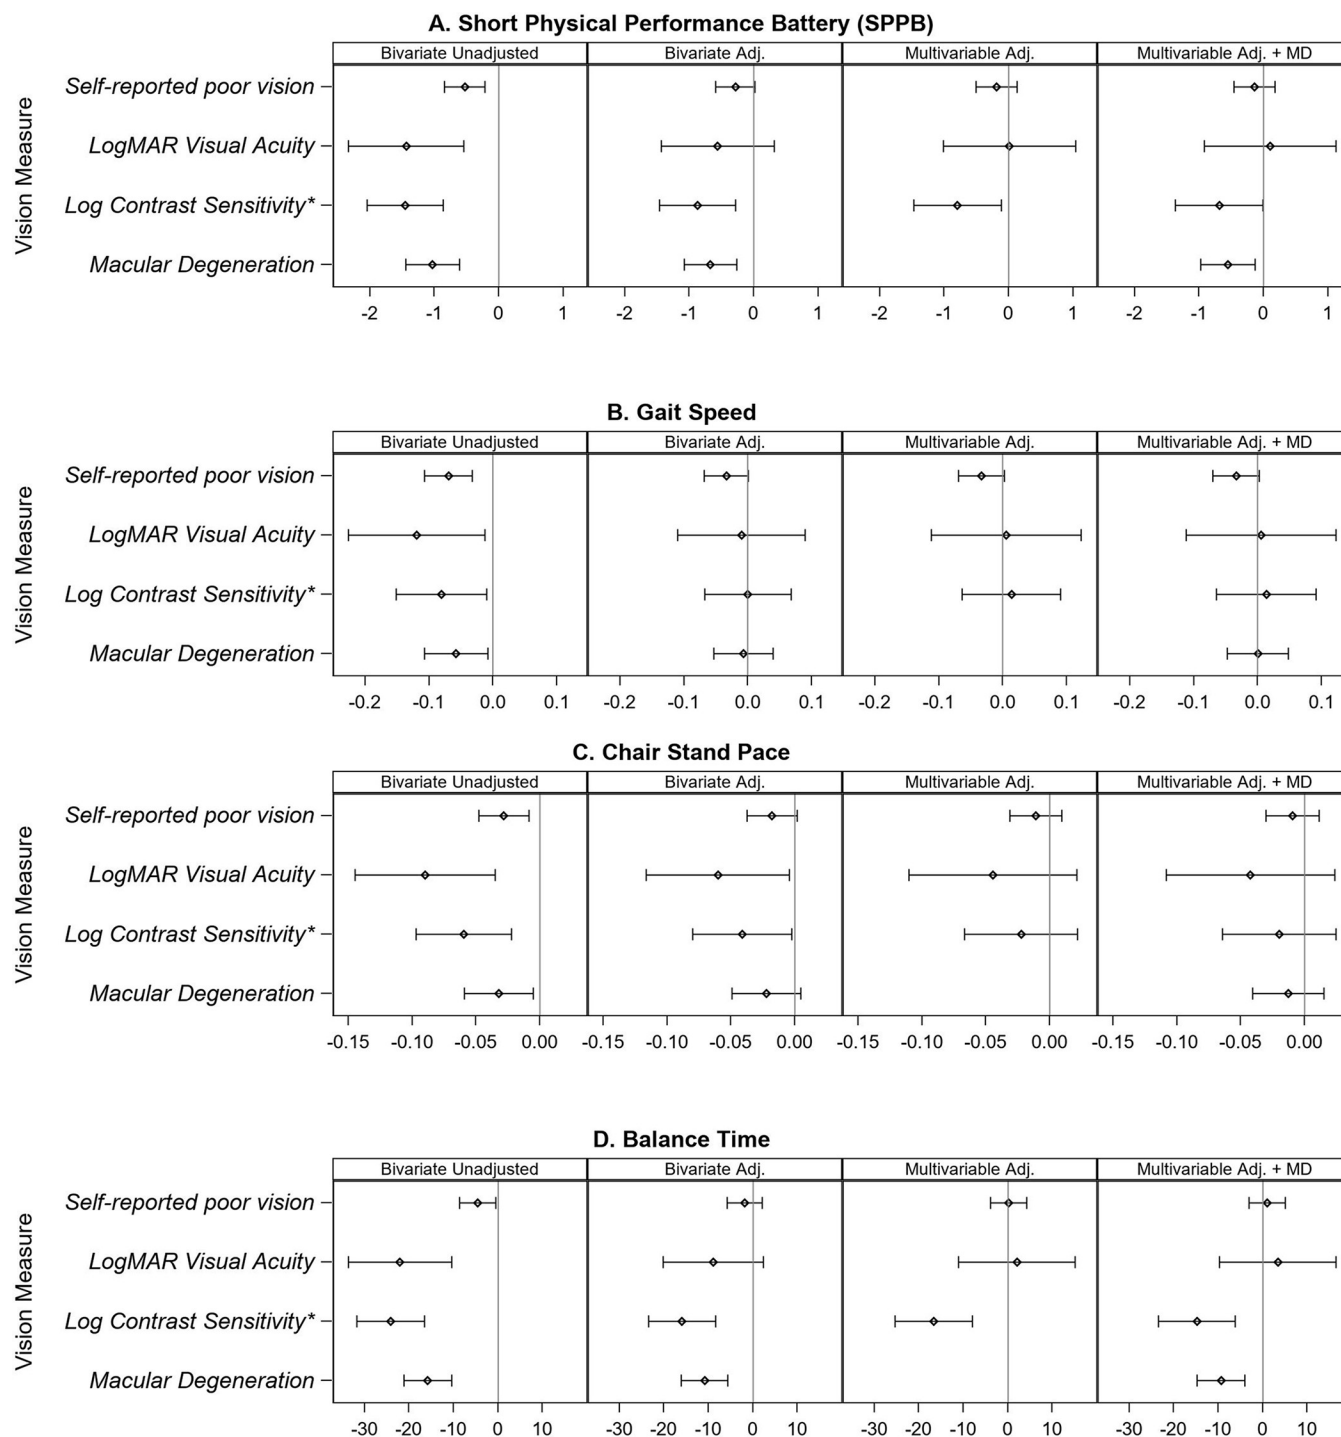 A. Short Physical Performance Battery (SPPB)
Bivariate Unadjusted Bivariate Adj. Multivariable Adj. Multivariable Adj. + MD
Vision Measure
Self-reported poor vision
LogMAR Visual Acuity
Log Contrast Sensitivity*
Macular Degeneration
-2 -1 0 1 -2 -1 0 1 -2 -1 0 1 -2 -1 0 1
B. Gait Speed
Bivariate Unadjusted Bivariate Adj. Multivariable Adj. Multivariable Adj. + MD
Vision Measure
Self-reported poor vision
LogMAR Visual Acuity
Log Contrast Sensitivity*
Macular Degeneration
-0.2 -0.1 0.0 0.1 -0.2 -0.1 0.0 0.1 -0.2 -0.1 0.0 0.1 -0.2 -0.1 0.0 0.1
C. Chair Stand Pace
Bivariate Unadjusted Bivariate Adj. Multivariable Adj. Multivariable Adj. + MD
Vision Measure
Self-reported poor vision
LogMAR Visual Acuity
Log Contrast Sensitivity*
Macular Degeneration
-0.15 -0.10 -0.05 0.00 -0.15 -0.10 -0.05 0.00 -0.15 -0.10 -0.05 0.00 -0.15 -0.10 -0.05 0.00
D. Balance Time
Bivariate Unadjusted Bivariate Adj. Multivariable Adj. Multivariable Adj. + MD
Vision Measure
Self-reported poor vision
LogMAR Visual Acuity
Log Contrast Sensitivity*
Macular Degeneration
-30 -20 -10 0 10 -30 -20 -10 0 10 -30 -20 -10 0 10 -30 -20 -10 0 10